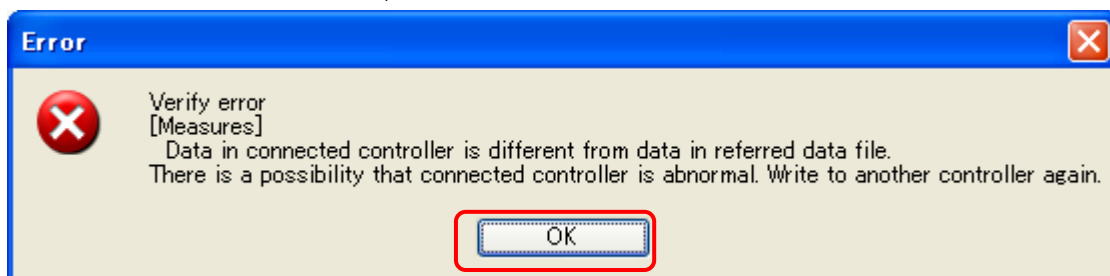 Error
Verify error
[Measures]
Data in connected controller is different from data in referred data file.
There is a possibility that connected controller is abnormal. Write to another controller again.
OK